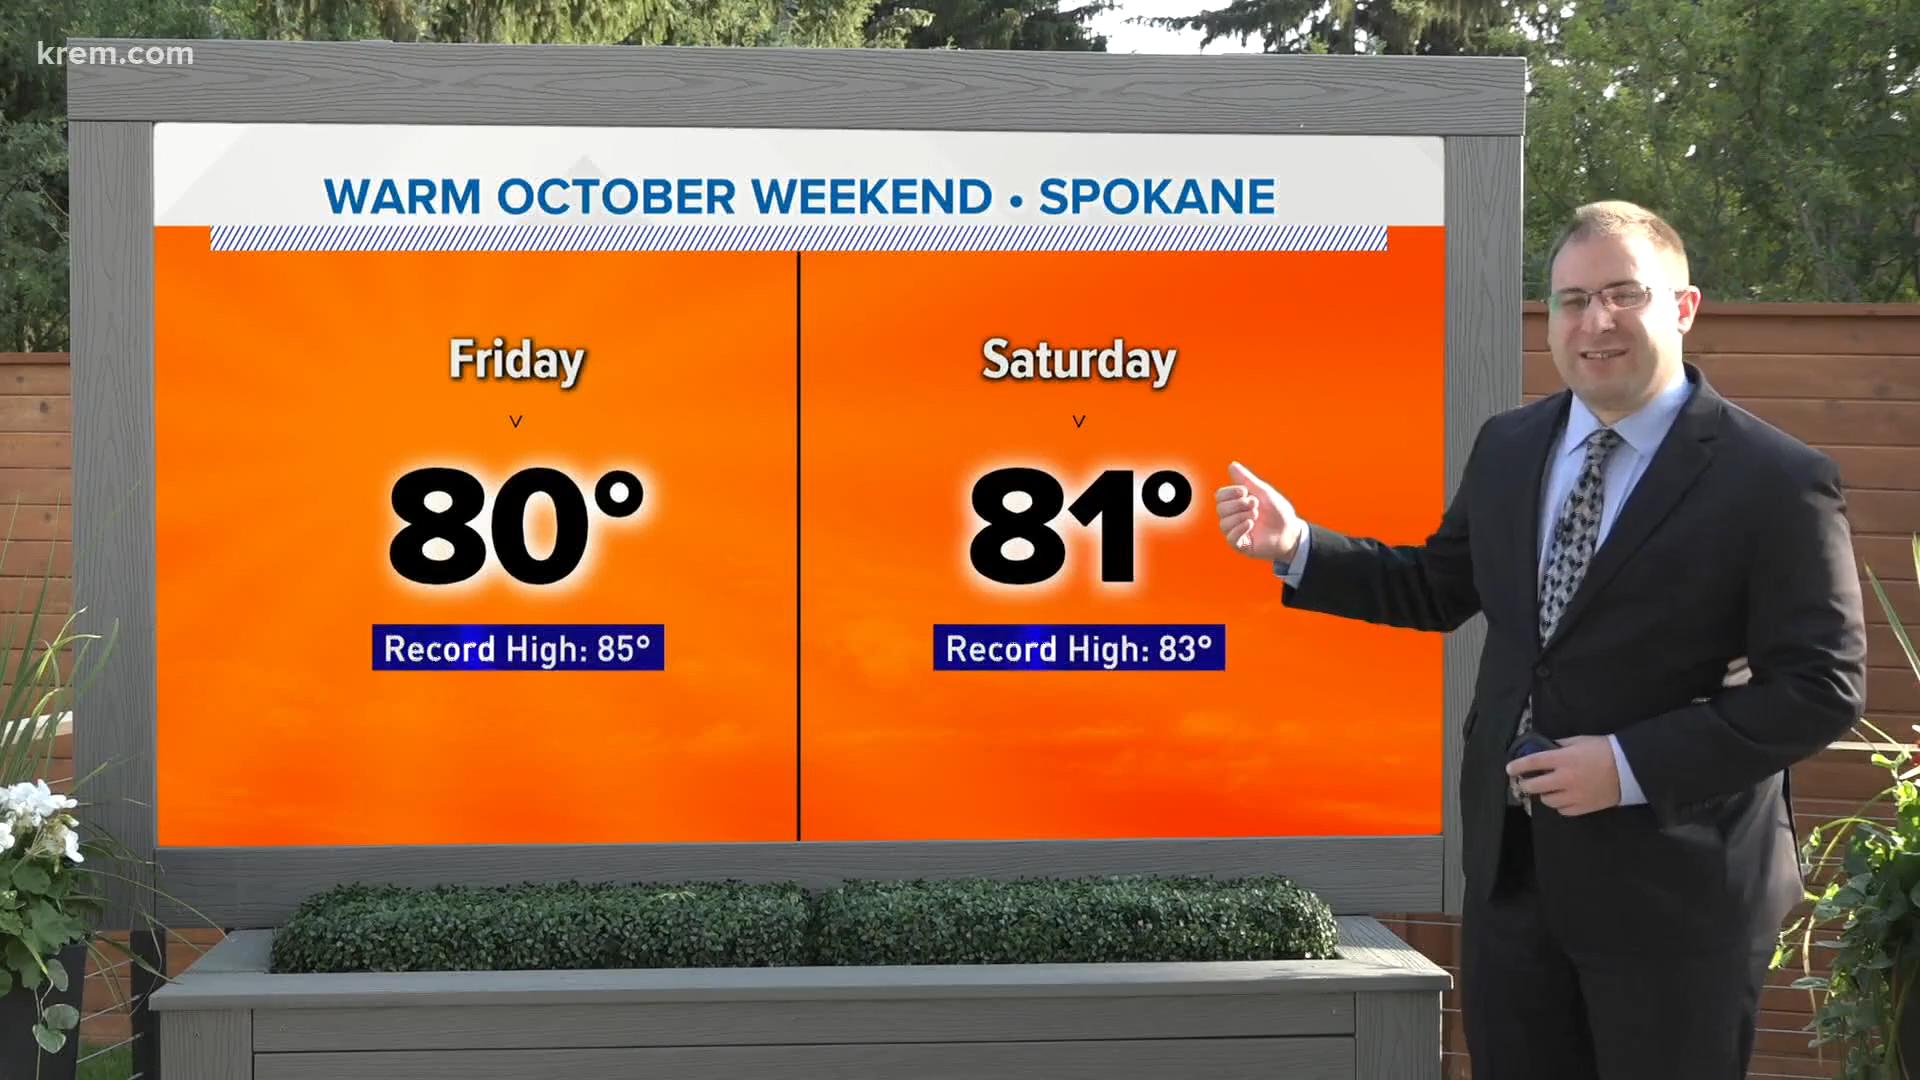 krem.com
WARM OCTOBER WEEKEND • SPOKANE
Friday
80°
Record High: 85°
Saturday
81°
Record High: 83°